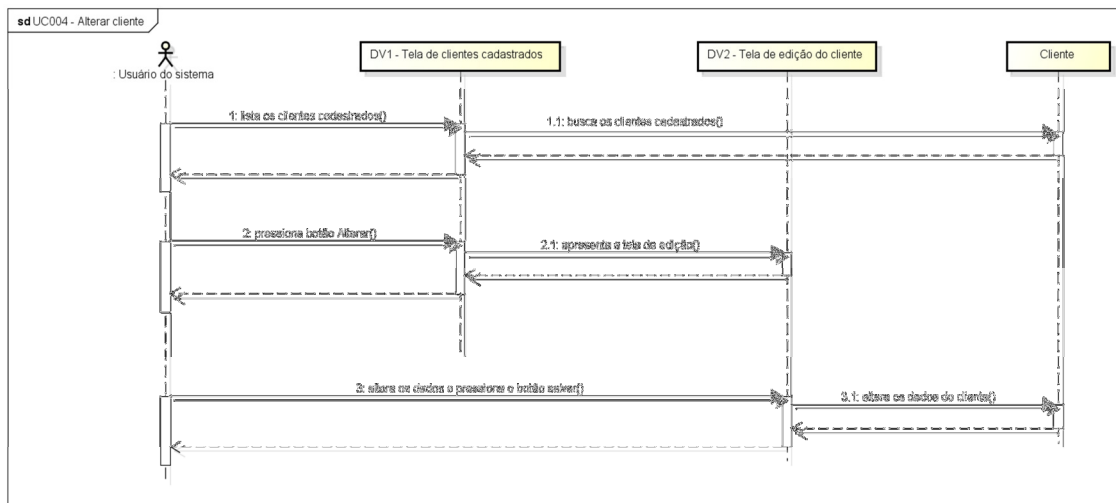 sd UC004 - Alterar cliente
: Usuário do sistema
DV1 - Tela de clientes cadastrados
DV2 - Tela de edição do cliente
Cliente
1: lista os clientes cadastrados()
1.1: busca os clientes cadastrados()
2: pressiona botão Alterar()
2.1: apresenta a tela de edição()
3: altera os dados e pressiona o botão salvar()
3.1: altera os dados do cliente()